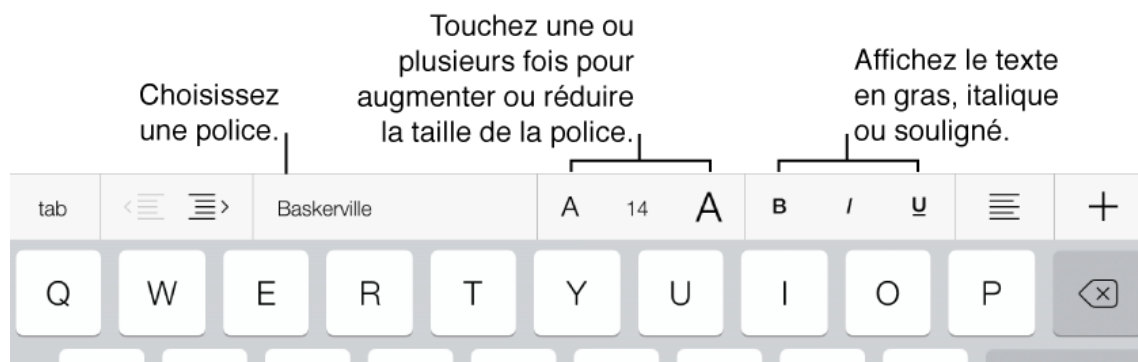 Touchez une ou
plusieurs fois pour
augmenter ou réduire
la taille de la police.
Affichez le texte
en gras, italique
ou souligné.
Choisissez
une police.
tab Baskerville A 14 A B I U
Q W E R T Y U I O P